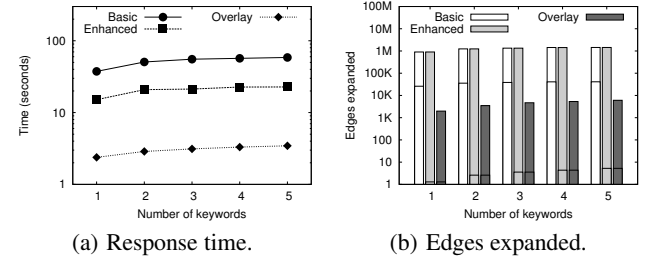 Basic
Enhanced
Overlay
100
10
1
Time (seconds)
1 2 3 4 5
Number of keywords
(a) Response time.
Basic
Enhanced
Overlay
100M
10M
1M
100K
10K
1K
100
10
1
Edges expanded
1 2 3 4 5
Number of keywords
(b) Edges expanded.